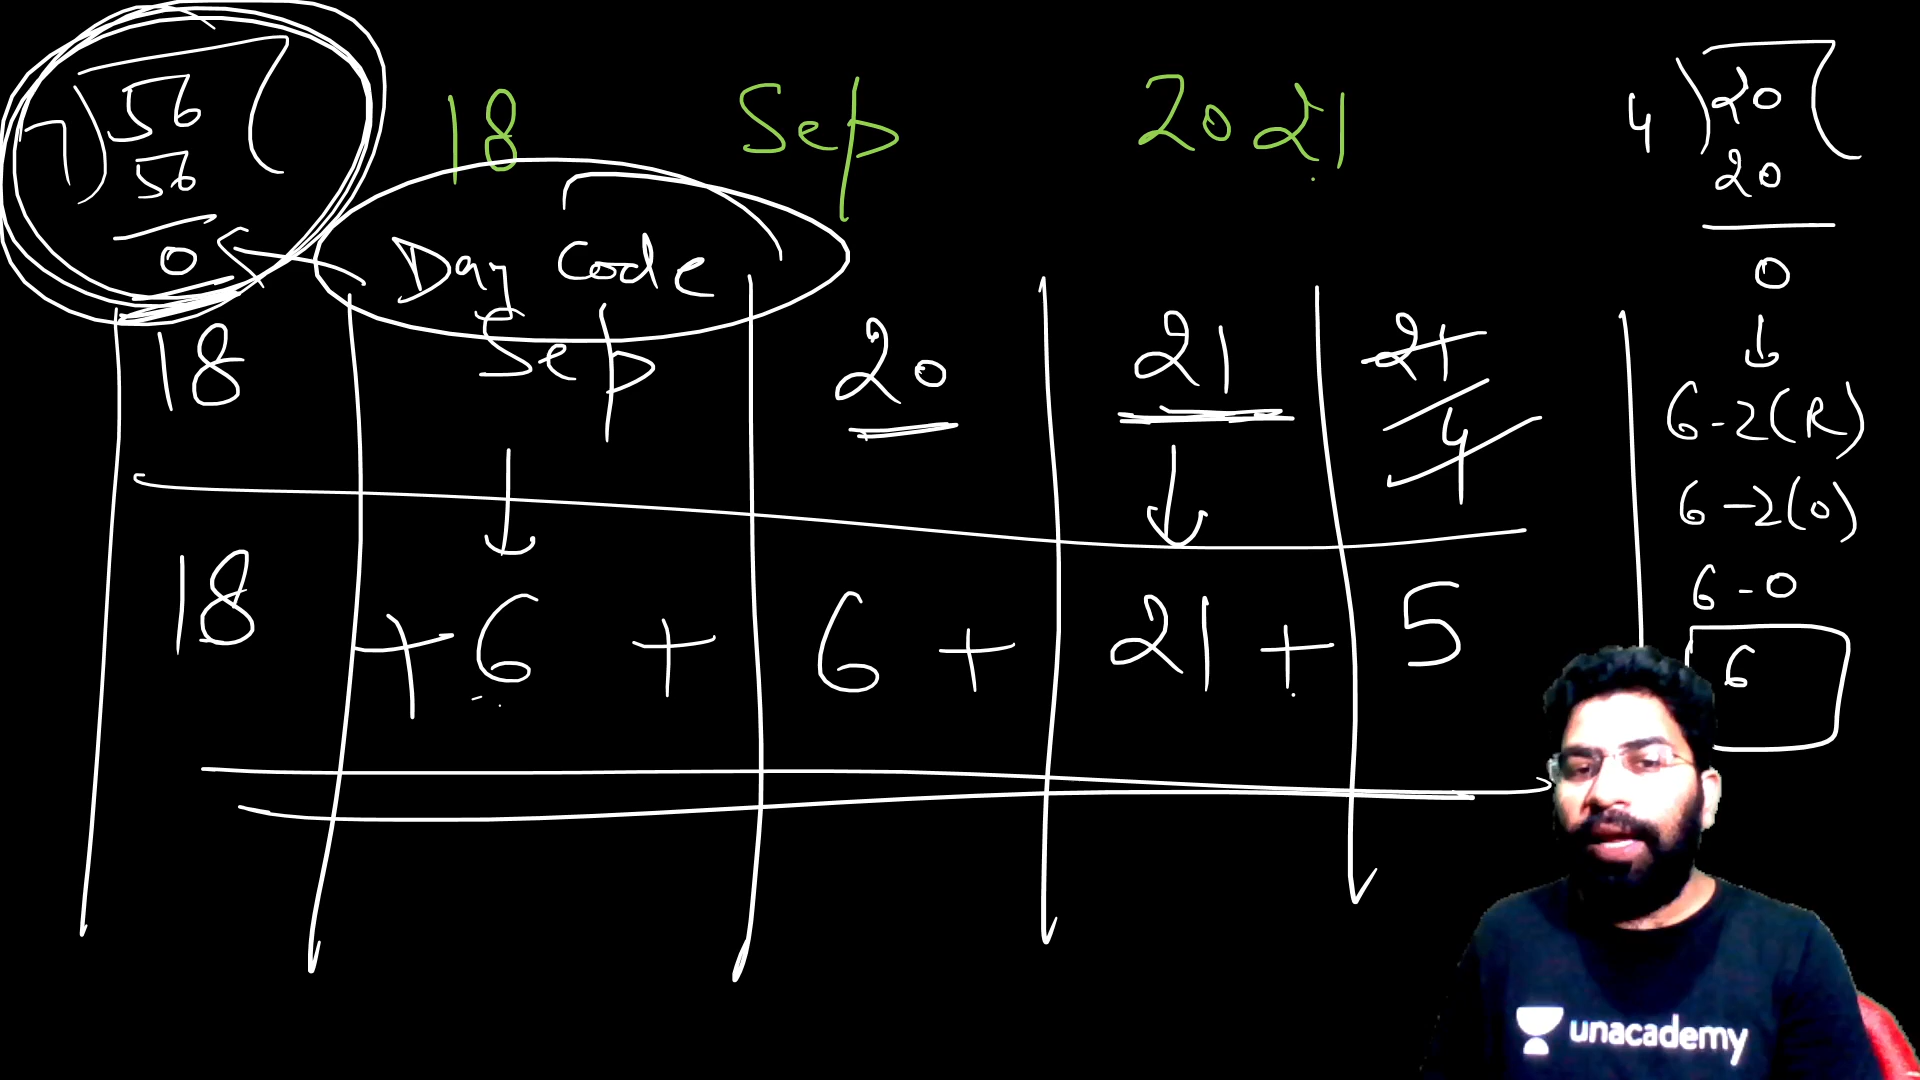 18 Sep 2021
7) 56 (
56
0
Day Code
4) 20 (
20
0
↓
6-2(R)
6-2(0)
6-0
6
18 Sep 20 21 21/4
18 + 6 + 6 + 21 + 5
unacademy